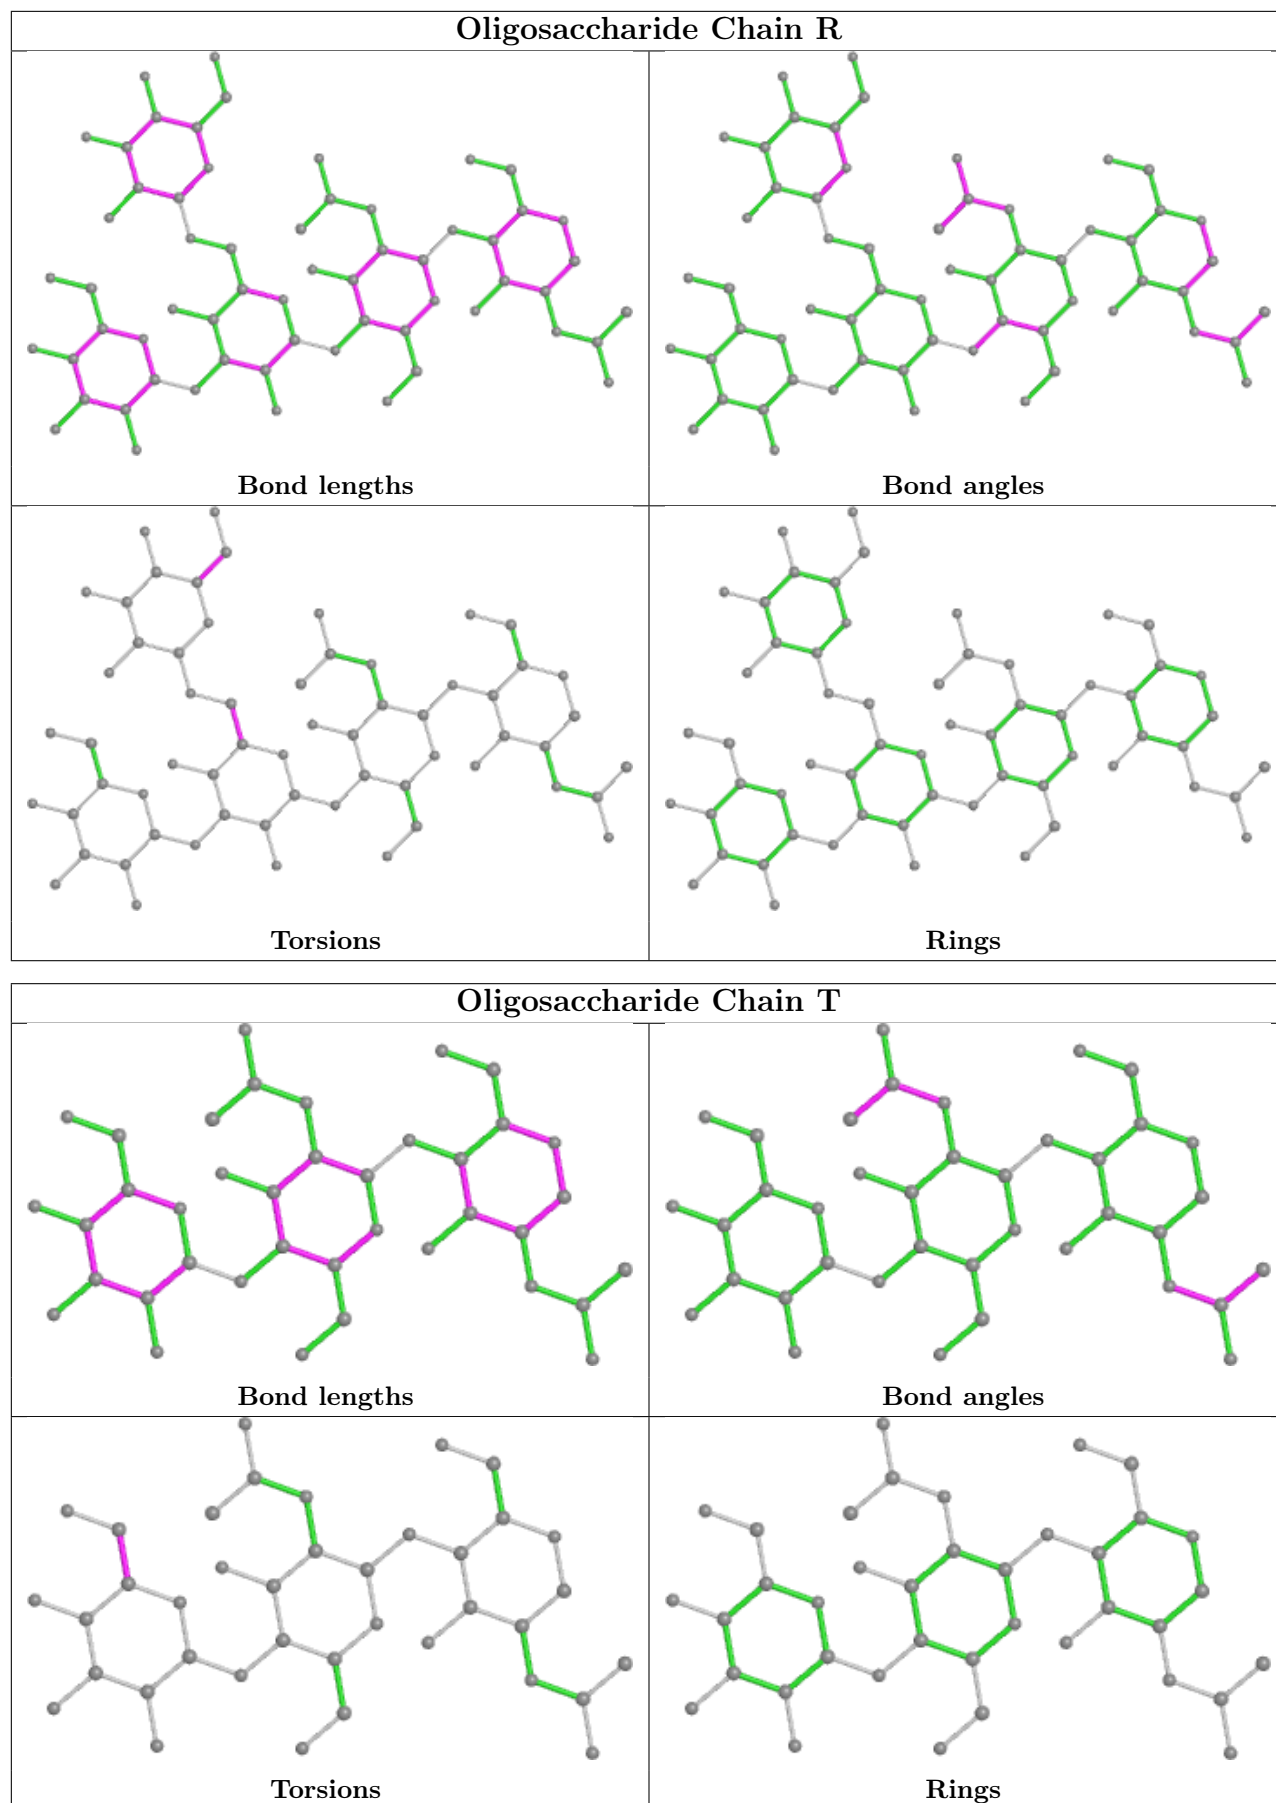 Oligosaccharide Chain R
Bond lengths
Bond angles
Torsions
Rings
Oligosaccharide Chain T
Bond lengths
Bond angles
Torsions
Rings